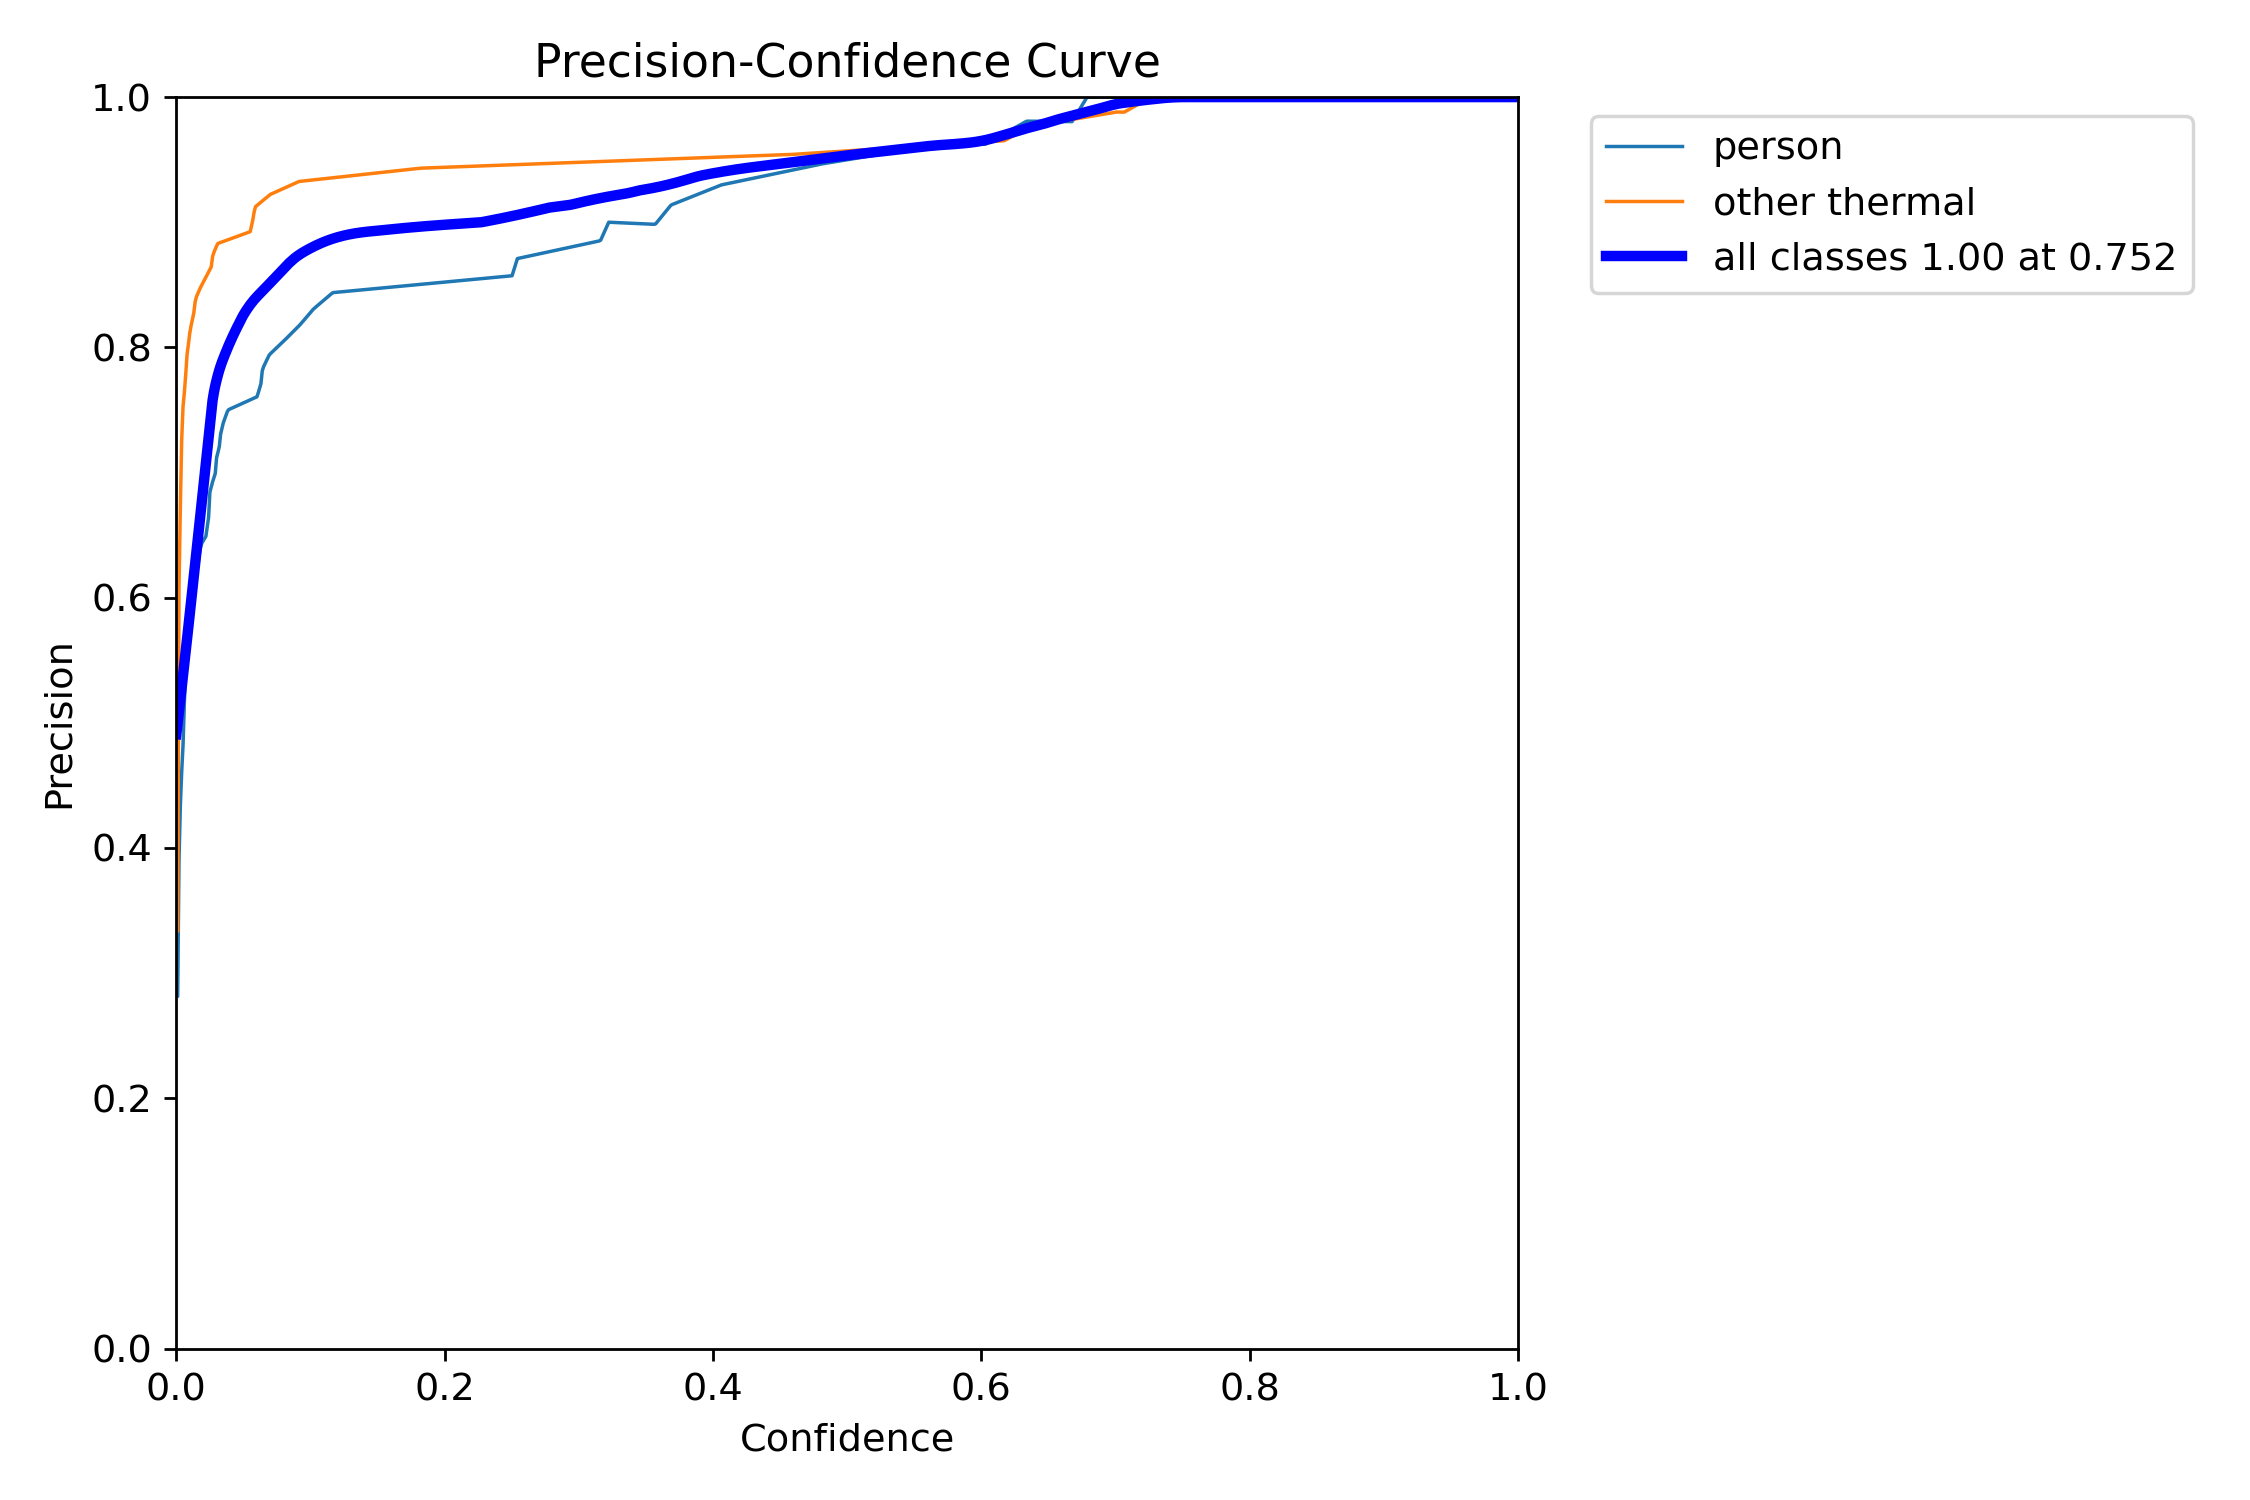 Precision-Confidence Curve
1.0
0.8
0.6
0.4
0.2
0.0
Precision
0.0 0.2 0.4 0.6 0.8 1.0
Confidence
person
other thermal
all classes 1.00 at 0.752